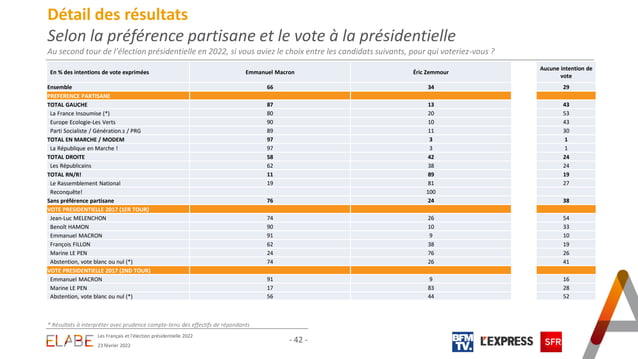 Détail des résultats
Selon la préférence partisane et le vote à la présidentielle
Au second tour de l'élection présidentielle en 2022, si vous aviez le choix entre les candidats suivants, pour qui voteriez-vous ?
En % des intentions de vote exprimées Emmanuel Macron Éric Zemmour Aucune intention de vote
Ensemble 66 34 29
PREFERENCE PARTISANE
TOTAL GAUCHE 87 13 43
La France Insoumise (*) 80 20 53
Europe Ecologie-Les Verts 90 10 43
Parti Socialiste / Génération.s / PRG 89 11 30
TOTAL EN MARCHE / MODEM 97 3 1
La République en Marche ! 97 3 1
TOTAL DROITE 58 42 24
Les Républicains 62 38 24
TOTAL RN/R! 11 89 19
Le Rassemblement National 19 81 27
Reconquête! 100
Sans préférence partisane 76 24 38
VOTE PRESIDENTIELLE 2017 (1ER TOUR)
Jean-Luc MELENCHON 74 26 54
Benoît HAMON 90 10 33
Emmanuel MACRON 91 9 10
François FILLON 62 38 19
Marine LE PEN 24 76 26
Abstention, vote blanc ou nul (*) 74 26 41
VOTE PRESIDENTIELLE 2017 (2ND TOUR)
Emmanuel MACRON 91 9 16
Marine LE PEN 17 83 28
Abstention, vote blanc ou nul (*) 56 44 52
* Résultats à interpréter avec prudence compte-tenu des effectifs de répondants
ELABE Les Français et l'élection présidentielle 2022
23 février 2022
- 42 -
BFM TV. L'EXPRESS SFR